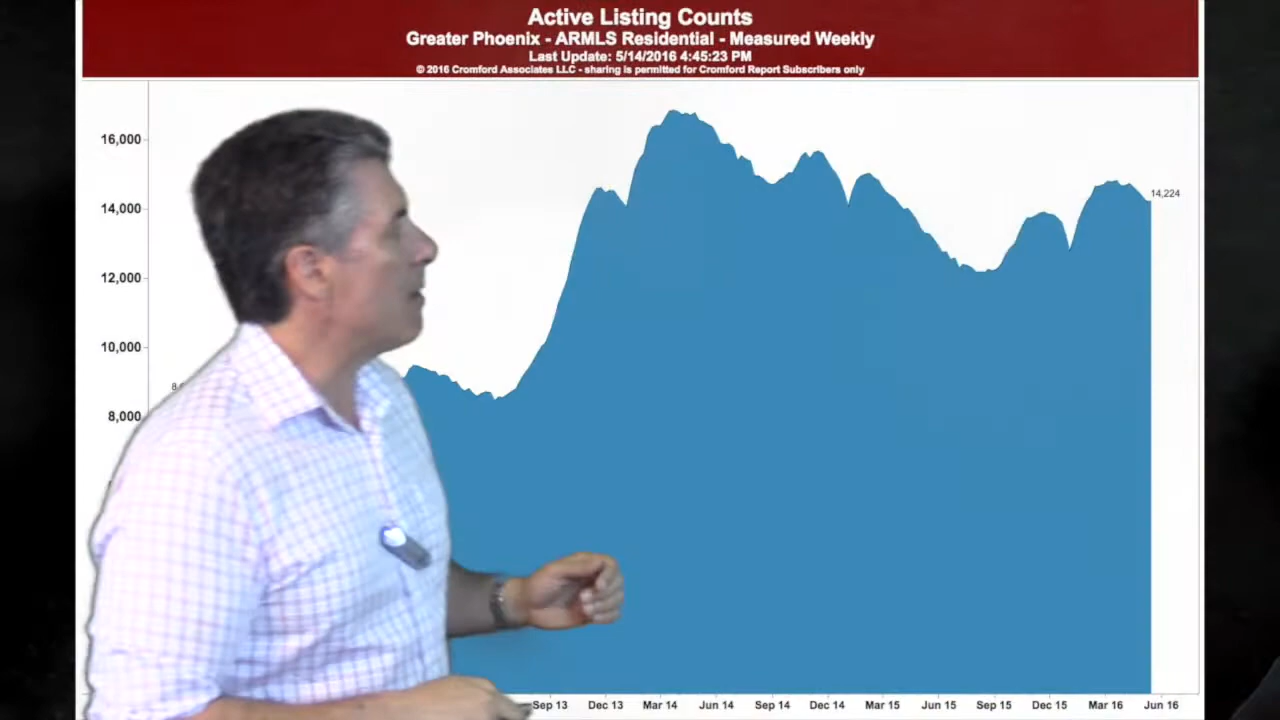 Active Listing Counts
Greater Phoenix - ARMLS Residential - Measured Weekly
Last Update: 5/14/2016 4:45:23 PM
© 2016 Cromford Associates LLC - sharing is permitted for Cromford Report Subscribers only
16,000
14,000
14,224
12,000
10,000
8,000
Sep 13 Dec 13 Mar 14 Jun 14 Sep 14 Dec 14 Mar 15 Jun 15 Sep 15 Dec 15 Mar 16 Jun 16